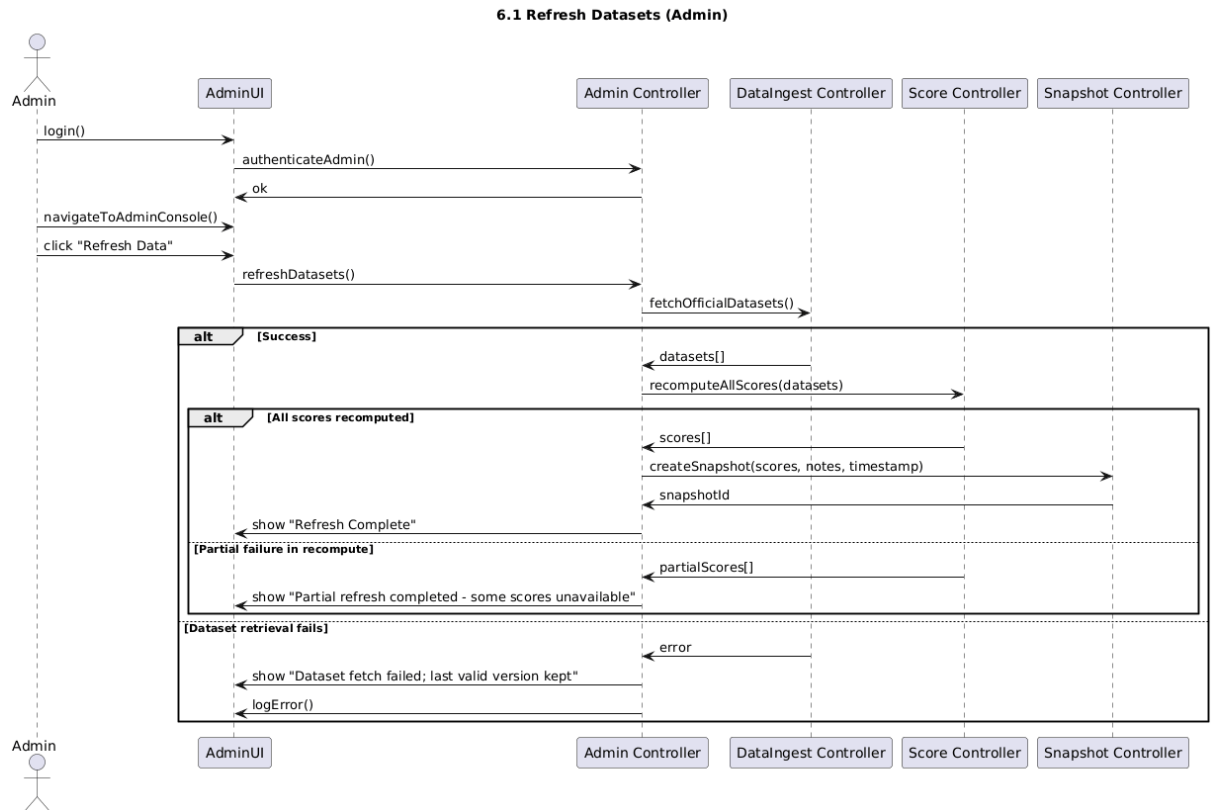 6.1 Refresh Datasets (Admin)
Admin
AdminUI
Admin Controller
DataIngest Controller
Score Controller
Snapshot Controller
login()
authenticateAdmin()
ok
navigateToAdminConsole()
click "Refresh Data"
refreshDatasets()
fetchOfficialDatasets()
alt [Success]
datasets[]
recomputeAllScores(datasets)
alt [All scores recomputed]
scores[]
createSnapshot(scores, notes, timestamp)
snapshotId
show "Refresh Complete"
[Partial failure in recompute]
partialScores[]
show "Partial refresh completed - some scores unavailable"
[Dataset retrieval fails]
error
show "Dataset fetch failed; last valid version kept"
logError()
Admin
AdminUI
Admin Controller
DataIngest Controller
Score Controller
Snapshot Controller